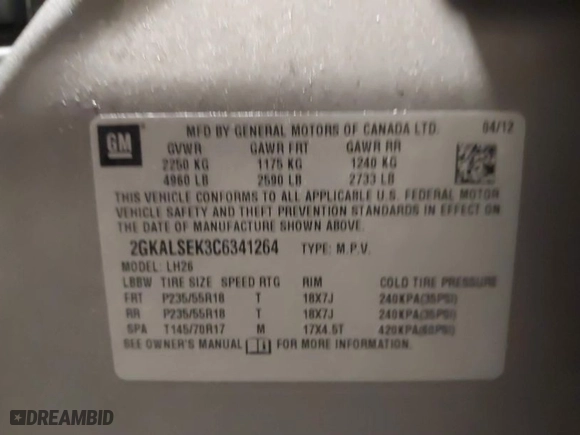 GM
MFD BY GENERAL MOTORS OF CANADA LTD. 04/12
GVWR GAWR FRT GAWR RR
2250 KG 1175 KG 1240 KG
4960 LB 2590 LB 2733 LB
THIS VEHICLE CONFORMS TO ALL APPLICABLE U.S. FEDERAL MOTOR
VEHICLE SAFETY AND THEFT PREVENTION STANDARDS IN EFFECT ON
THE DATE OF MANUFACTURE SHOWN ABOVE.
2GKALSEK3C6341264 TYPE: M.P.V.
MODEL: LH26
LBBW TIRE SIZE SPEED RTG RIM COLD TIRE PRESSURE
FRT P235/55R18 T 18X7J 240KPA(35PSI)
RR P235/55R18 T 18X7J 240KPA(35PSI)
SPA T145/70R17 M 17X4.5T 420KPA(60PSI)
SEE OWNER'S MANUAL FOR MORE INFORMATION.
DREAMBID